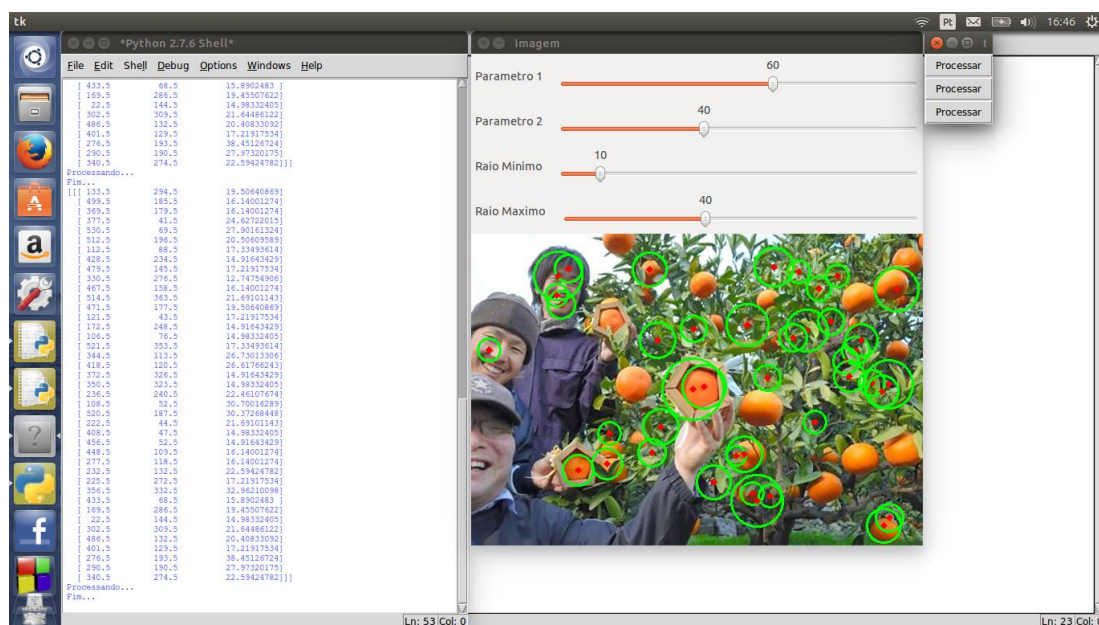 tk
Pt
16:46
*Python 2.7.6 Shell*
File Edit Shell Debug Options Windows Help
[ 433.5 68.5 15.8902483 ]
[ 169.5 286.5 19.45507622]
[ 22.5 144.5 14.98332405]
[ 302.5 309.5 21.64486122]
[ 486.5 132.5 20.40833092]
[ 401.5 129.5 17.21917534]
[ 276.5 193.5 38.45126724]
[ 290.5 190.5 27.97320175]
[ 340.5 274.5 22.59424782]]]
Processando...
Fim...
[[[ 133.5 294.5 19.50640869]
[ 499.5 185.5 16.14001274]
[ 369.5 179.5 16.14001274]
[ 377.5 41.5 24.62722015]
[ 530.5 69.5 27.90161324]
[ 512.5 196.5 20.50609589]
[ 112.5 88.5 17.33493614]
[ 428.5 234.5 14.91643429]
[ 479.5 145.5 17.21917534]
[ 330.5 276.5 12.74754906]
[ 467.5 158.5 16.14001274]
[ 514.5 363.5 21.69101143]
[ 471.5 177.5 19.50640869]
[ 121.5 43.5 17.21917534]
[ 172.5 248.5 14.91643429]
[ 106.5 76.5 14.98332405]
[ 521.5 353.5 17.33493614]
[ 344.5 113.5 26.73013306]
[ 418.5 120.5 26.61766243]
[ 372.5 326.5 14.91643429]
[ 350.5 323.5 14.98332405]
[ 236.5 240.5 22.46107674]
[ 108.5 52.5 30.70016289]
[ 520.5 187.5 30.37268448]
[ 222.5 44.5 21.69101143]
[ 408.5 47.5 14.98332405]
[ 456.5 52.5 14.91643429]
[ 448.5 109.5 16.14001274]
[ 277.5 118.5 16.14001274]
[ 232.5 132.5 22.59424782]
[ 225.5 272.5 17.21917534]
[ 356.5 332.5 32.96210098]
[ 433.5 68.5 15.8902483 ]
[ 169.5 286.5 19.45507622]
[ 22.5 144.5 14.98332405]
[ 302.5 309.5 21.64486122]
[ 486.5 132.5 20.40833092]
[ 401.5 129.5 17.21917534]
[ 276.5 193.5 38.45126724]
[ 290.5 190.5 27.97320175]
[ 340.5 274.5 22.59424782]]]
Processando...
Fim...
Ln: 53 Col: 0
Imagem
Parametro 1 60
Parametro 2 40
Raio Minimo 10
Raio Maximo 40
t
Processar
Processar
Processar
Ln: 23 Col: 0